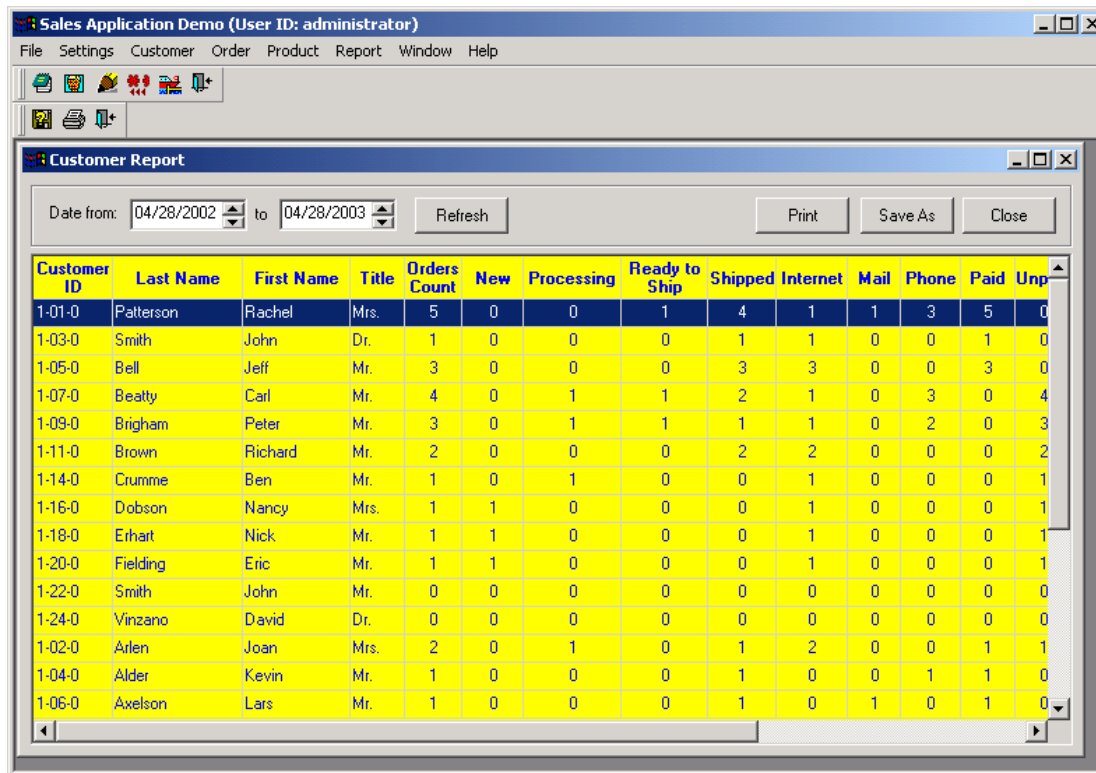 Sales Application Demo (User ID: administrator)
File Settings Customer Order Product Report Window Help
Customer Report
Date from: 04/28/2002 to 04/28/2003 Refresh Print Save As Close
Customer ID Last Name First Name Title Orders Count New Processing Ready to Ship Shipped Internet Mail Phone Paid Unp
1-01-0 Patterson Rachel Mrs. 5 0 0 1 4 1 1 3 5 0
1-03-0 Smith John Dr. 1 0 0 0 1 1 0 0 1 0
1-05-0 Bell Jeff Mr. 3 0 0 0 3 3 0 0 3 0
1-07-0 Beatty Carl Mr. 4 0 1 1 2 1 0 3 0 4
1-09-0 Brigham Peter Mr. 3 0 1 1 1 1 0 2 0 3
1-11-0 Brown Richard Mr. 2 0 0 0 2 2 0 0 0 2
1-14-0 Crumme Ben Mr. 1 0 1 0 0 1 0 0 0 1
1-16-0 Dobson Nancy Mrs. 1 1 0 0 0 1 0 0 0 1
1-18-0 Erhart Nick Mr. 1 1 0 0 0 1 0 0 0 1
1-20-0 Fielding Eric Mr. 1 1 0 0 0 1 0 0 0 1
1-22-0 Smith John Mr. 0 0 0 0 0 0 0 0 0 0
1-24-0 Vinzano David Dr. 0 0 0 0 0 0 0 0 0 0
1-02-0 Arlen Joan Mrs. 2 0 1 0 1 2 0 0 1 1
1-04-0 Alder Kevin Mr. 1 0 0 0 1 0 0 1 1 0
1-06-0 Axelson Lars Mr. 1 0 0 0 1 0 1 0 1 0